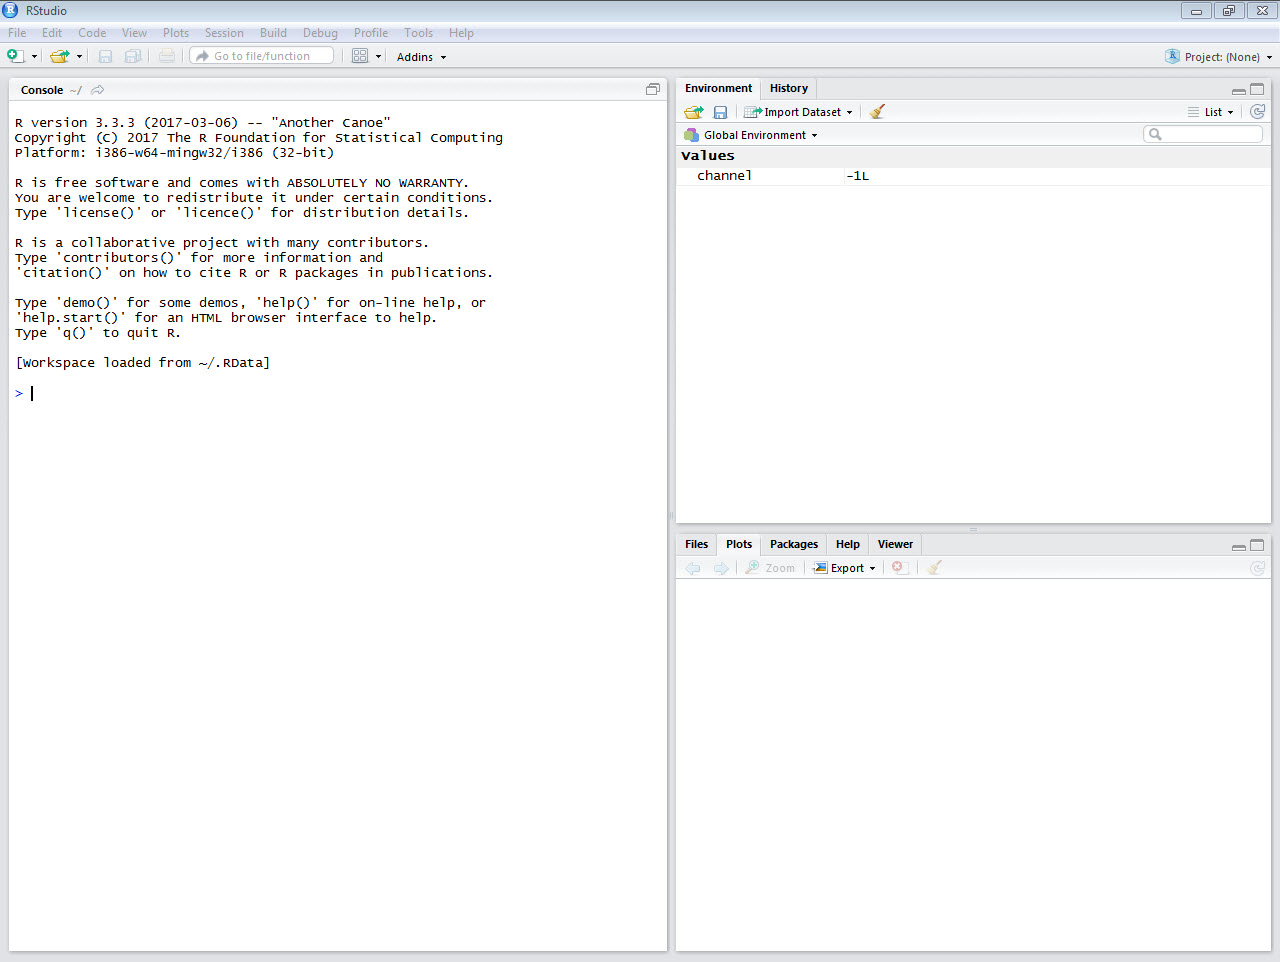 RStudio
File Edit Code View Plots Session Build Debug Profile Tools Help
Go to file/function Addins Project: (None)
Console ~/
R version 3.3.3 (2017-03-06) -- "Another Canoe"
Copyright (C) 2017 The R Foundation for Statistical Computing
Platform: i386-w64-mingw32/i386 (32-bit)
R is free software and comes with ABSOLUTELY NO WARRANTY.
You are welcome to redistribute it under certain conditions.
Type 'license()' or 'licence()' for distribution details.
R is a collaborative project with many contributors.
Type 'contributors()' for more information and
'citation()' on how to cite R or R packages in publications.
Type 'demo()' for some demos, 'help()' for on-line help, or
'help.start()' for an HTML browser interface to help.
Type 'q()' to quit R.
[Workspace loaded from ~/.RData]
>
Environment History
Import Dataset List
Global Environment
Values
channel -1L
Files Plots Packages Help Viewer
Zoom Export